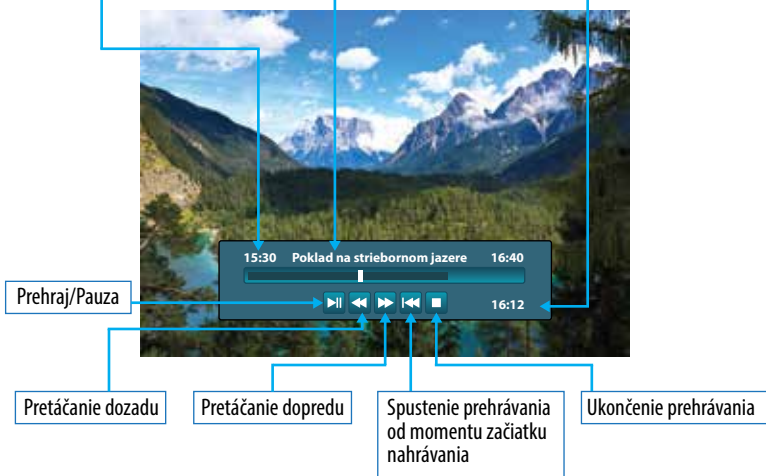 15:30 Poklad na striebornom jazere 16:40
Prehraj/Pauza
16:12
Pretáčanie dozadu
Pretáčanie dopredu
Spustenie prehrávania
od momentu začiatku
nahrávania
Ukončenie prehrávania